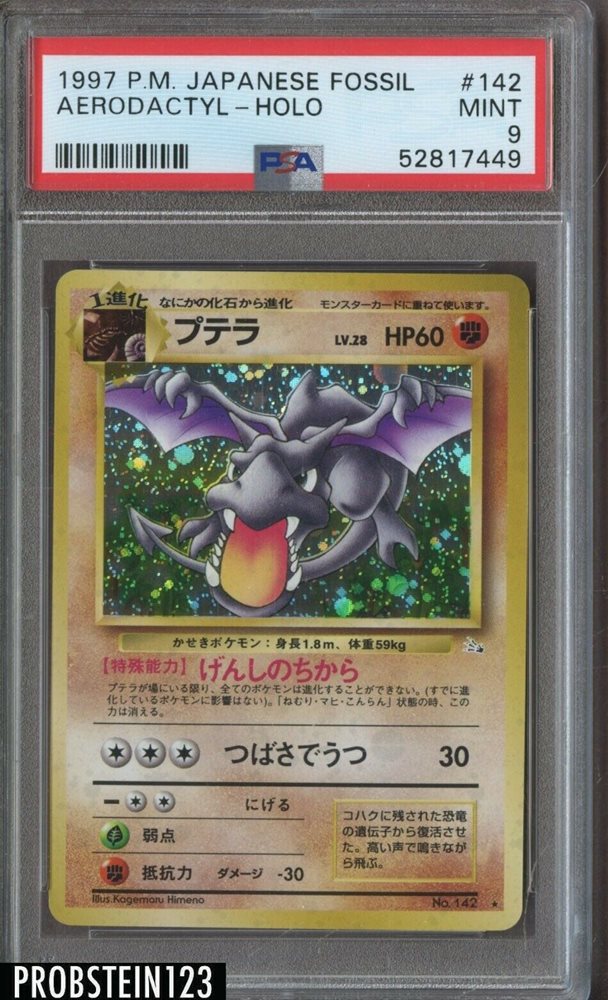 1997 P.M. JAPANESE FOSSIL #142
AERODACTYL-HOLO MINT
9
PSA 52817449
1進化 なにかの化石から進化 モンスターカードに重ねて使います。
プテラ LV.28 HP60
かせきポケモン：身長1.8m、体重59kg
【特殊能力】げんしのちから
プテラが場にいる限り、全てのポケモンは進化することができない。(すでに進
化しているポケモンに影響はない)。「ねむり・マヒ・こんらん」状態の時、この
力は消える。
つばさでうつ 30
にげる
弱点
抵抗力 ダメージ -30
コハクに残された恐竜
の遺伝子から復活させ
た。高い声で鳴きなが
ら飛ぶ。
Illus.Kagemaru Himeno No.142
PROBSTEIN123